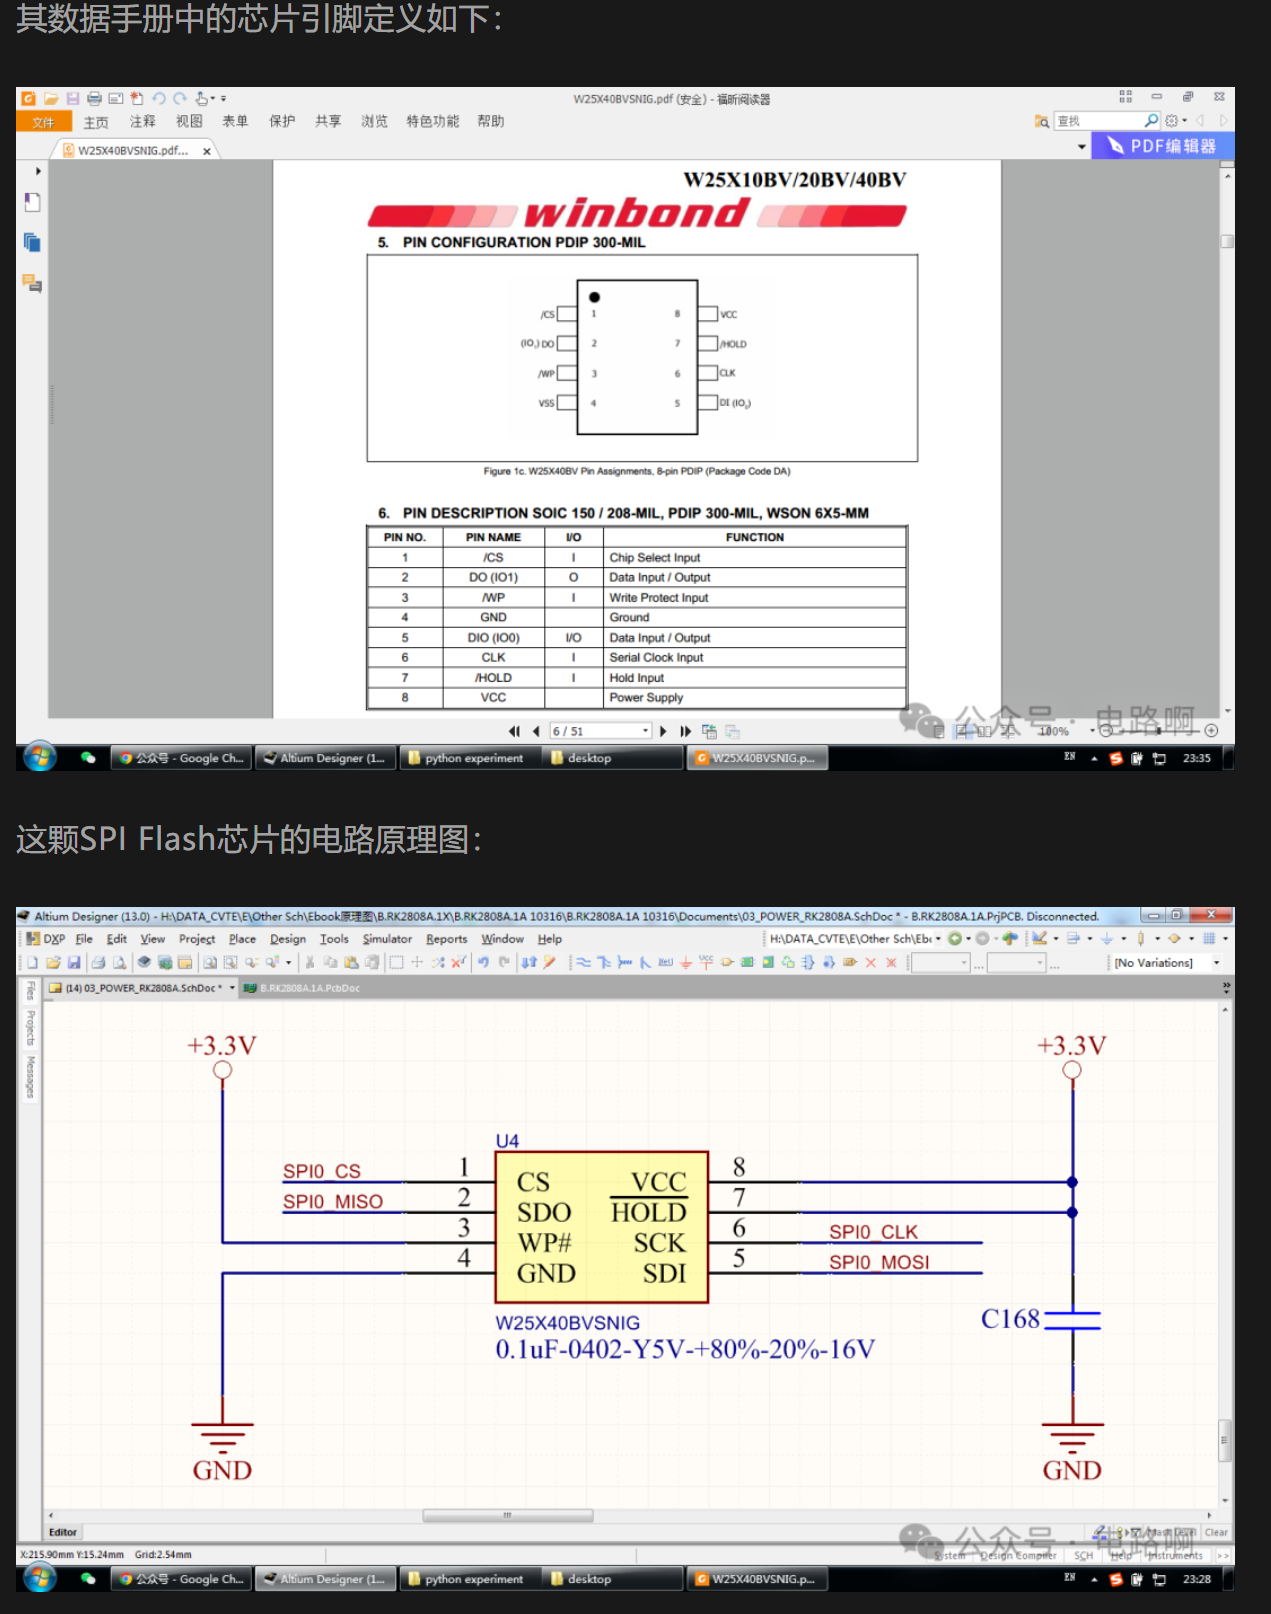 其数据手册中的芯片引脚定义如下：
W25X40BVSNIG.pdf (安全) - 福昕阅读器
文件 主页 注释 视图 表单 保护 共享 浏览 特色功能 帮助 查找
W25X40BVSNIG.pdf... × PDF编辑器
W25X10BV/20BV/40BV
winbond
5. PIN CONFIGURATION PDIP 300-MIL
/CS 1 8 VCC
(IO1) DO 2 7 /HOLD
/WP 3 6 CLK
VSS 4 5 DI (IO0)
Figure 1c. W25X40BV Pin Assignments, 8-pin PDIP (Package Code DA)
6. PIN DESCRIPTION SOIC 150 / 208-MIL, PDIP 300-MIL, WSON 6X5-MM
PIN NO. PIN NAME I/O FUNCTION
1 /CS I Chip Select Input
2 DO (IO1) O Data Input / Output
3 /WP I Write Protect Input
4 GND Ground
5 DIO (IO0) I/O Data Input / Output
6 CLK I Serial Clock Input
7 /HOLD I Hold Input
8 VCC Power Supply
公众号 · 电路啊
6 / 51 100%
公众号 - Google Ch... Altium Designer (1... python experiment desktop W25X40BVSNIG.p... EN 23:35
这颗SPI Flash芯片的电路原理图：
Altium Designer (13.0) - H:\DATA_CVTE\E\Other Sch\Ebook原理图\B.RK2808A.1X\B.RK2808A.1A 10316\B.RK2808A.1A 10316\Documents\03_POWER_RK2808A.SchDoc * - B.RK2808A.1A.PrjPCB. Disconnected.
DXP File Edit View Project Place Design Tools Simulator Reports Window Help H:\DATA_CVTE\E\Other Sch\Ebo
[No Variations]
(14) 03_POWER_RK2808A.SchDoc * B.RK2808A.1A.PcbDoc
Files
Projects
Messages
+3.3V +3.3V
U4
SPI0_CS 1 CS VCC 8
SPI0_MISO 2 SDO HOLD 7
3 WP# SCK 6 SPI0_CLK
4 GND SDI 5 SPI0_MOSI
C168
W25X40BVSNIG
0.1uF-0402-Y5V-+80%-20%-16V
GND GND
Editor Mask Level Clear
公众号 · 电路啊
X:215.90mm Y:15.24mm Grid:2.54mm System Design Compiler SCH Help Instruments >>
公众号 - Google Ch... Altium Designer (1... python experiment desktop W25X40BVSNIG.p... EN 23:28